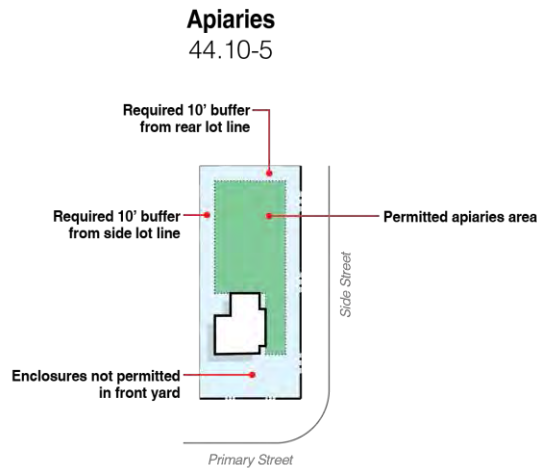 Apiaries
44.10-5
Required 10’ buffer
from rear lot line
Required 10’ buffer
from side lot line
Permitted apiaries area
Side Street
Enclosures not permitted
in front yard
Primary Street